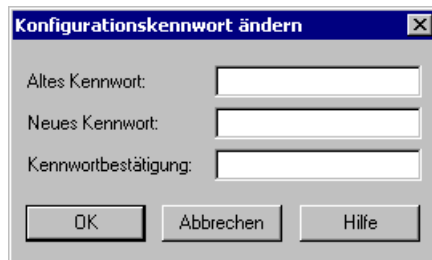 Konfigurationskennwort ändern
Altes Kennwort:
Neues Kennwort:
Kennwortbestätigung:
OK Abbrechen Hilfe